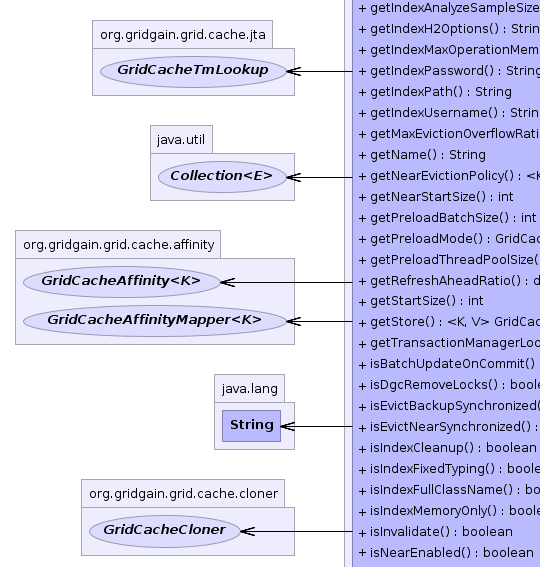 org.gridgain.grid.cache.jta
GridCacheTmLookup
java.util
Collection<E>
org.gridgain.grid.cache.affinity
GridCacheAffinity<K>
GridCacheAffinityMapper<K>
java.lang
String
org.gridgain.grid.cache.cloner
GridCacheCloner
+ getIndexAnalyzeSampleSize
+ getIndexH2Options() : Strin
+ getIndexMaxOperationMem
+ getIndexPassword() : String
+ getIndexPath() : String
+ getIndexUsername() : Strin
+ getMaxEvictionOverflowRati
+ getName() : String
+ getNearEvictionPolicy() : <K
+ getNearStartSize() : int
+ getPreloadBatchSize() : int
+ getPreloadMode() : GridCac
+ getPreloadThreadPoolSize(
+ getRefreshAheadRatio() : d
+ getStartSize() : int
+ getStore() : <K, V> GridCac
+ getTransactionManagerLoo
+ isBatchUpdateOnCommit()
+ isDgcRemoveLocks() : boole
+ isEvictBackupSynchronized(
+ isEvictNearSynchronized() :
+ isIndexCleanup() : boolean
+ isIndexFixedTyping() : boole
+ isIndexFullClassName() : bo
+ isIndexMemoryOnly() : boole
+ isInvalidate() : boolean
+ isNearEnabled() : boolean